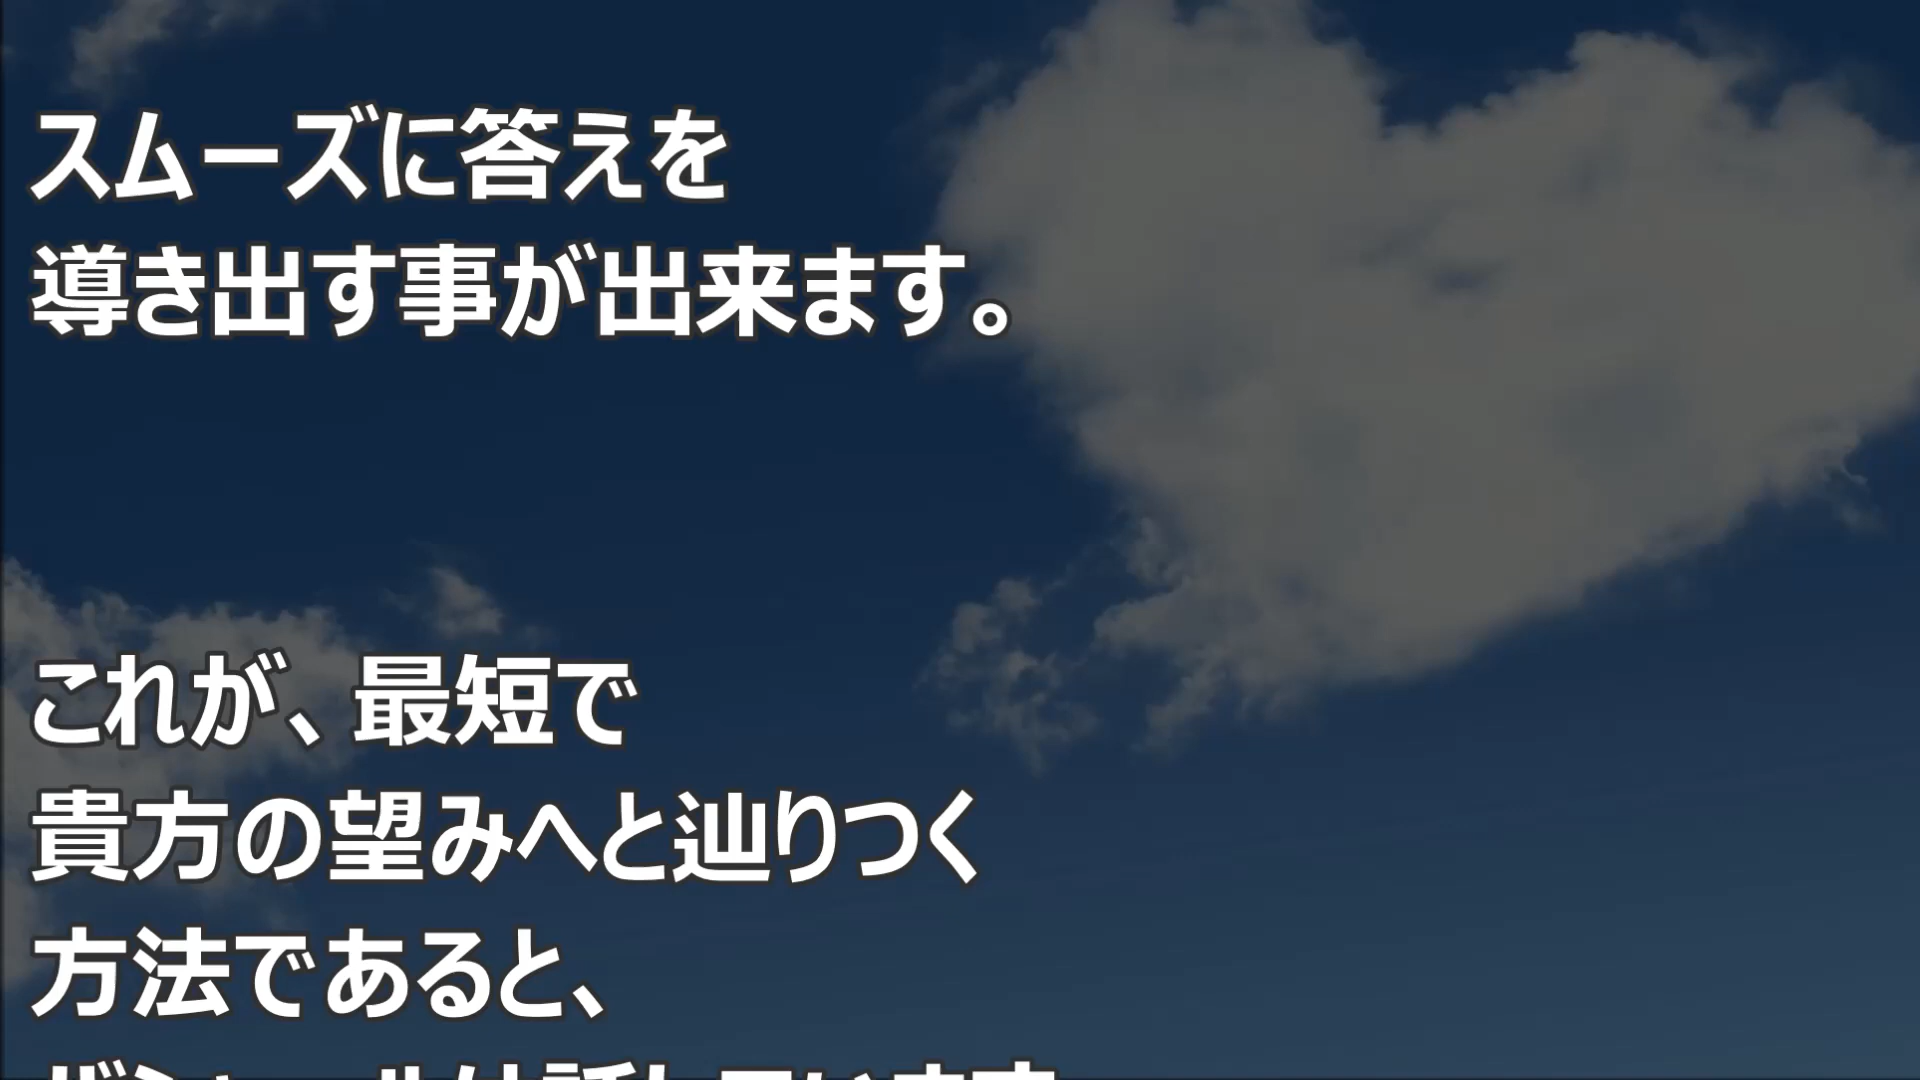 スムーズに答えを
導き出す事が出来ます。
これが、最短で
貴方の望みへと辿りつく
方法であると、